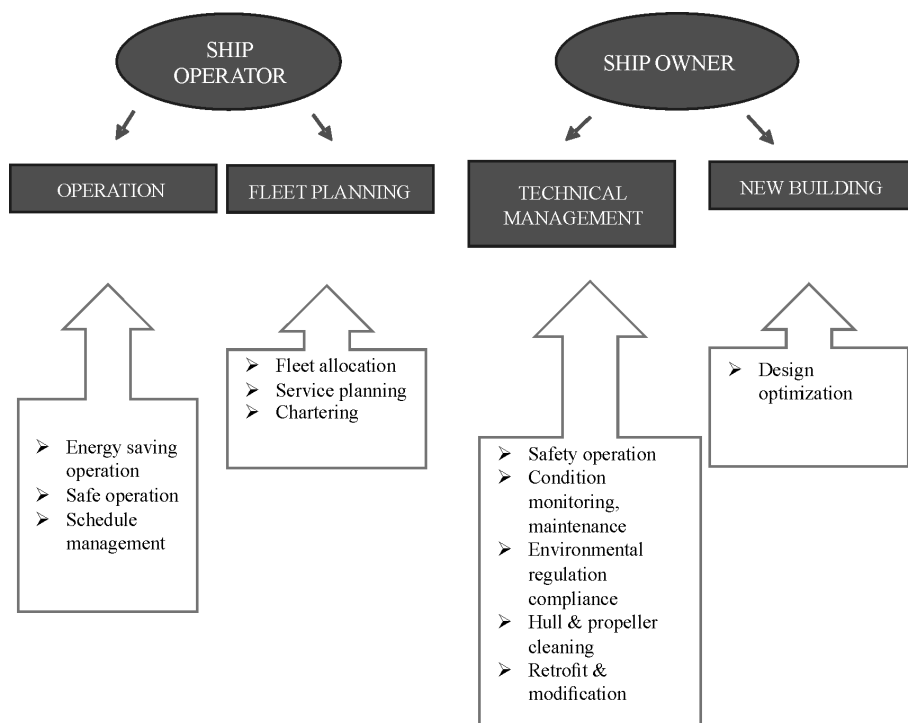 SHIP
OPERATOR
SHIP OWNER
OPERATION
FLEET PLANNING
TECHNICAL
MANAGEMENT
NEW BUILDING
➢ Energy saving
operation
➢ Safe operation
➢ Schedule
management
➢ Fleet allocation
➢ Service planning
➢ Chartering
➢ Safety operation
➢ Condition
monitoring,
maintenance
➢ Environmental
regulation
compliance
➢ Hull & propeller
cleaning
➢ Retrofit &
modification
➢ Design
optimization